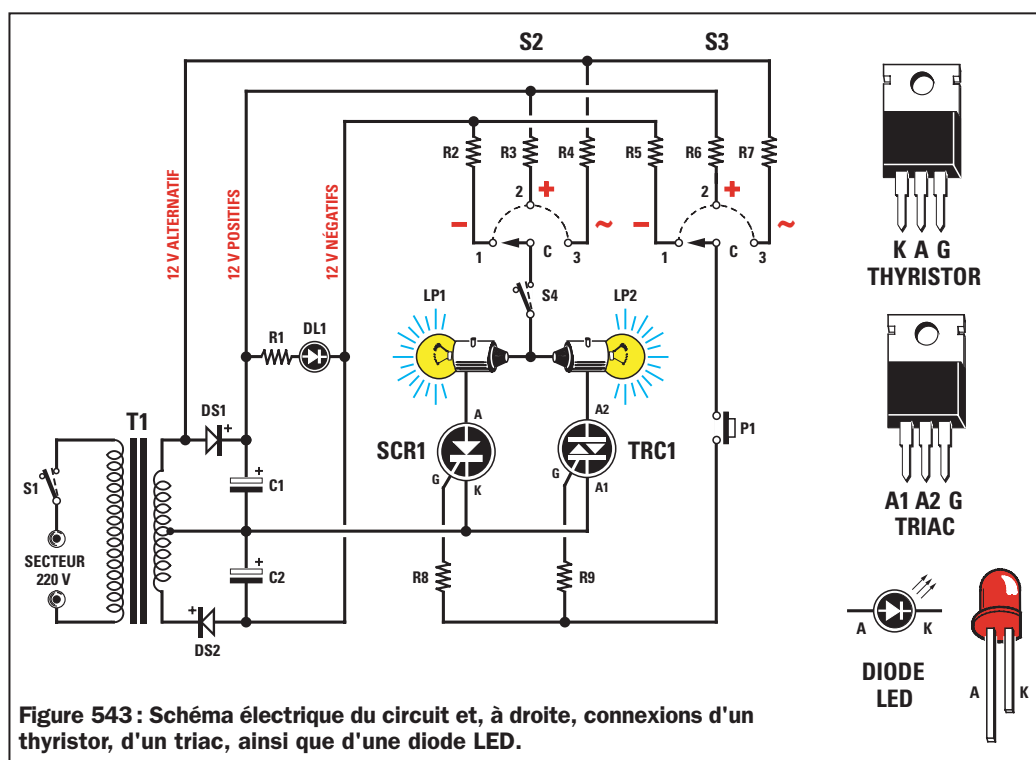 S2
S3
12 V ALTERNATIF
12 V POSITIFS
12 V NÉGATIFS
R2
R3
R4
R5
R6
R7
2
+
2
+
–
~
–
~
1
C
3
1
C
3
S4
LP1
LP2
R1
DL1
A
A2
P1
T1
DS1
+
SCR1
TRC1
G
K
G
A1
S1
+
C1
SECTEUR
220 V
+
C2
R8
R9
+
DS2
K A G
THYRISTOR
A1 A2 G
TRIAC
A
K
DIODE
LED
A
K
Figure 543 : Schéma électrique du circuit et, à droite, connexions d'un
thyristor, d'un triac, ainsi que d'une diode LED.